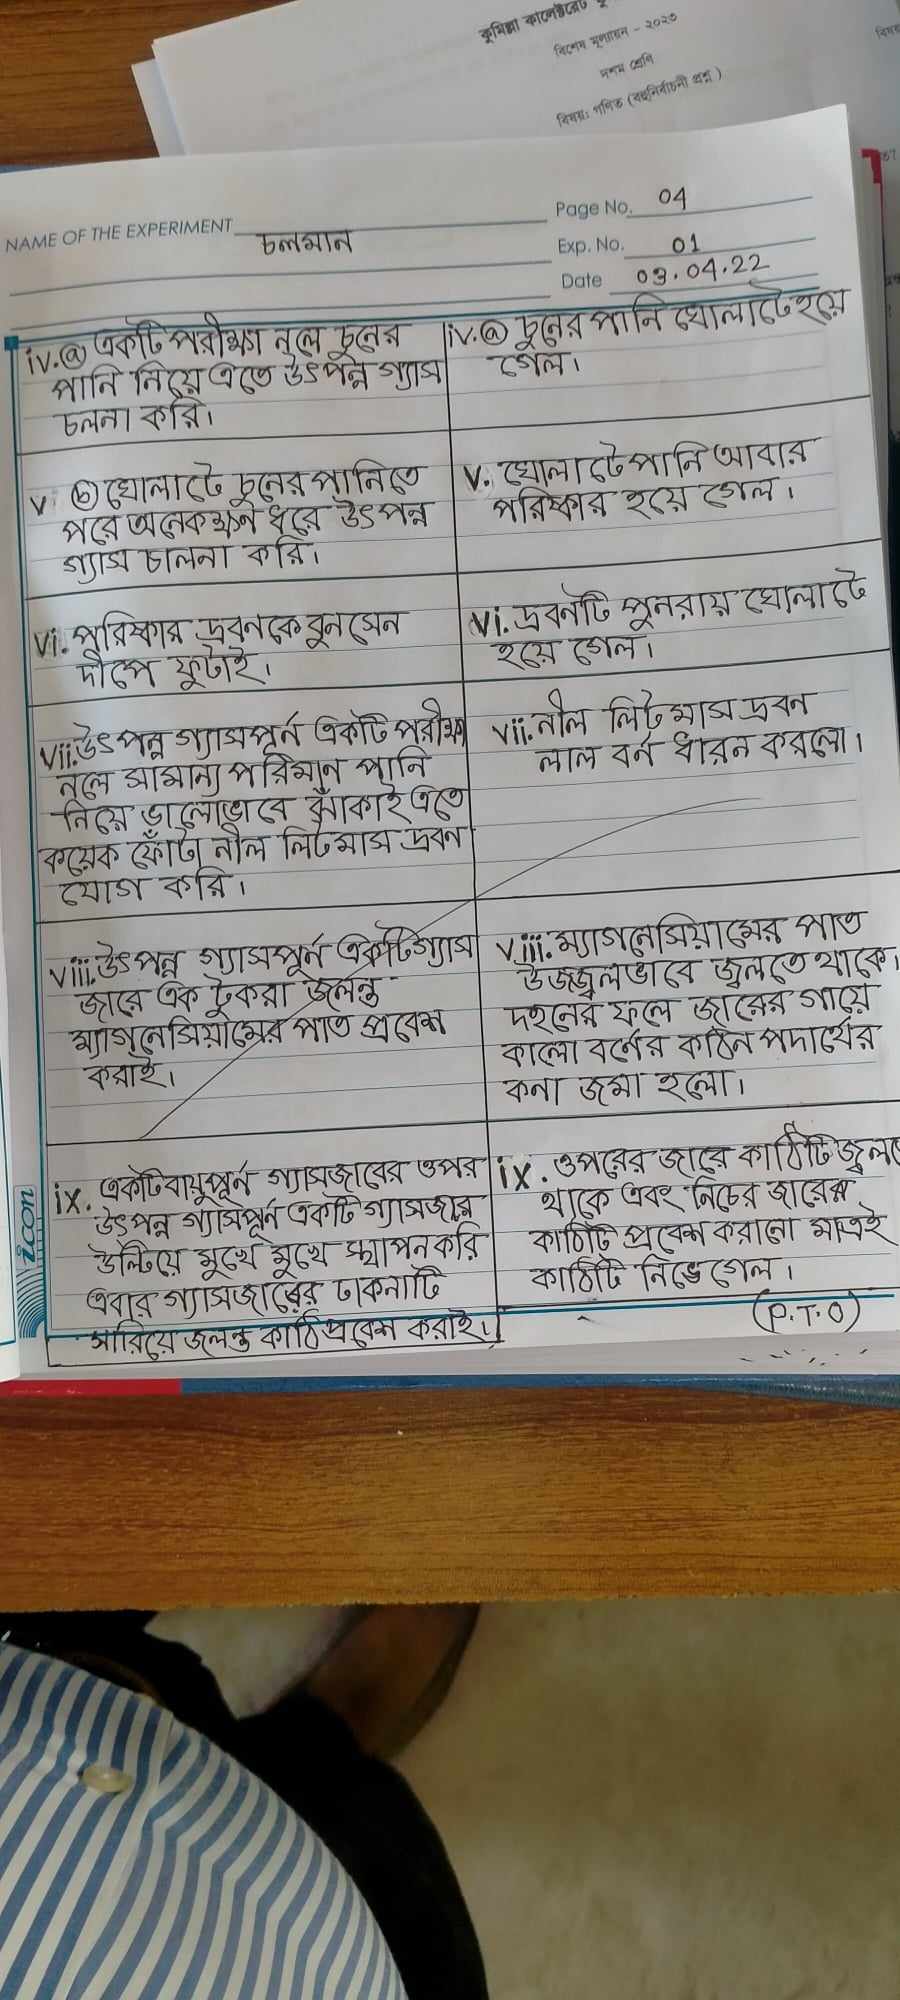 কুমিল্লা কালেক্টরেট
বিশেষ মূল্যায়ন - ২০২৩
দশম শ্রেণি
বিষয়: গণিত (বহুনির্বাচনী প্রশ্ন)
NAME OF THE EXPERIMENT চলমান
Page No. 04
Exp. No. 01
Date 03.04.22
iv.ⓐ একটি পরীক্ষা নলে চুনের
পানি নিয়ে এতে উৎপন্ন গ্যাস
চলনা করি।
iv.ⓐ চুনের পানি ঘোলাটে হয়ে
গেল।
v ⓑ ঘোলাটে চুনের পানিতে
পরে অনেকক্ষন ধরে উৎপন্ন
গ্যাস চালনা করি।
v. ঘোলাটে পানি আবার
পরিষ্কার হয়ে গেল।
vi. পরিষ্কার দ্রবনকে বুনসেন
দীপে ফুটাই।
vi. দ্রবনটি পুনরায় ঘোলাটে
হয়ে গেল।
vii. উৎপন্ন গ্যাসপূর্ন একটি পরীক্ষা
নলে সামান্য পরিমান পানি
নিয়ে ভালোভাবে ঝাঁকাই এতে
কয়েক ফোঁটা নীল লিটমাস দ্রবন
যোগ করি।
vii. নীল লিটমাস দ্রবন
লাল বর্ন ধারন করলো।
viii. উৎপন্ন গ্যাসপূর্ন একটি গ্যাস
জারে এক টুকরা জলন্ত
ম্যাগনেসিয়ামের পাত প্রবেশ
করাই।
viii. ম্যাগনেসিয়ামের পাত
উজ্জ্বলভাবে জ্বলতে থাকে।
দহনের ফলে জারের গায়ে
কালো বর্ণের কঠিন পদার্থের
কনা জমা হলো।
ix. একটি বায়ুপূর্ন গ্যাসজারের ওপর
উৎপন্ন গ্যাসপূর্ন একটি গ্যাসজার
উল্টিয়ে মুখে মুখে স্থাপন করি
এবার গ্যাসজারের ঢাকনাটি
সারিয়ে জলন্ত কাঠি প্রবেশ করাই।
ix. ওপরের জারে কাঠিটি জ্বলতে
থাকে এবং নিচের জারের
কাঠিটি প্রবেশ করানো মাত্রই
কাঠিটি নিভে গেল।
(P.T.O)
icon